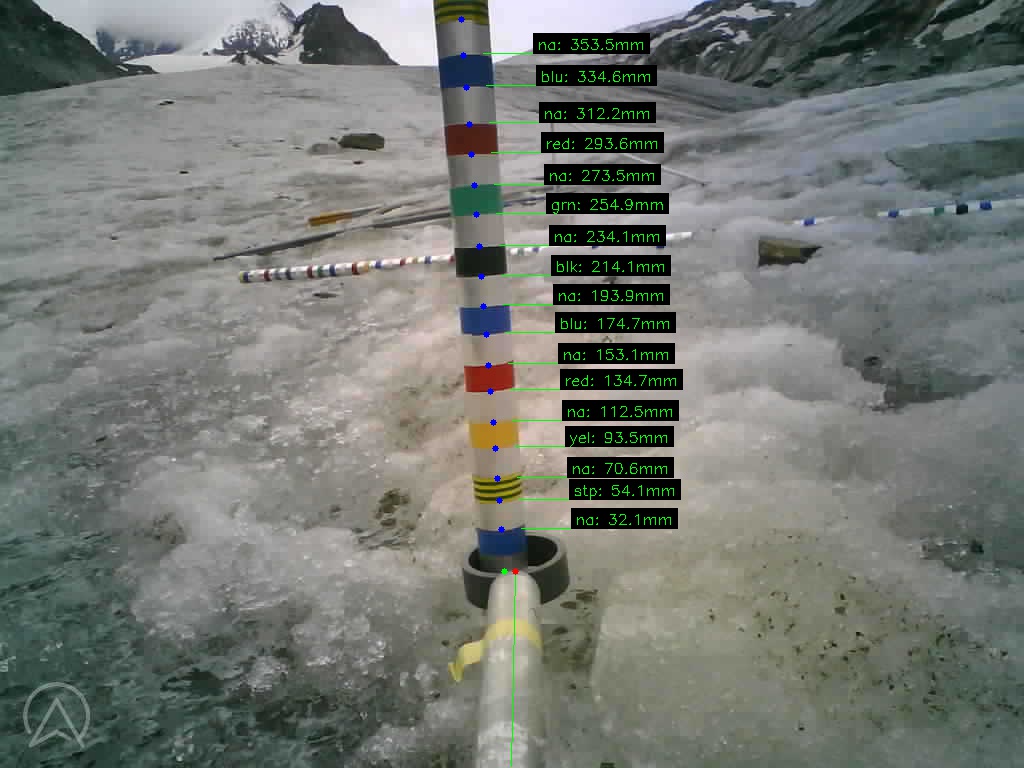 na: 353.5mm
blu: 334.6mm
na: 312.2mm
red: 293.6mm
na: 273.5mm
grn: 254.9mm
na: 234.1mm
blk: 214.1mm
na: 193.9mm
blu: 174.7mm
na: 153.1mm
red: 134.7mm
na: 112.5mm
yel: 93.5mm
na: 70.6mm
stp: 54.1mm
na: 32.1mm